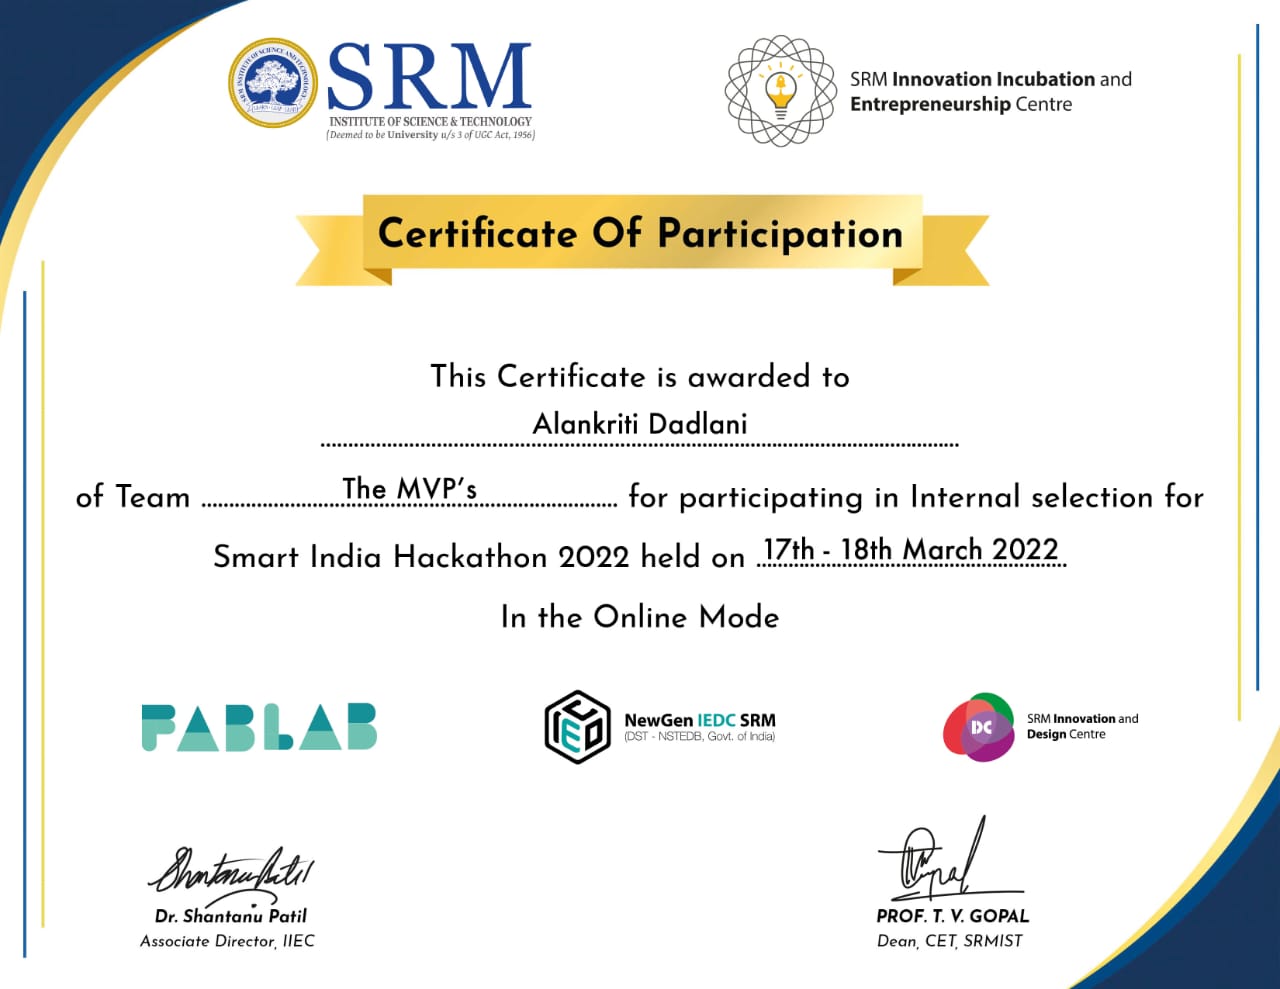 SRM
INSTITUTE OF SCIENCE & TECHNOLOGY
(Deemed to be University u/s 3 of UGC Act, 1956)
SRM Innovation Incubation and
Entrepreneurship Centre
Certificate Of Participation
This Certificate is awarded to
Alankriti Dadlani
of Team The MVP's for participating in Internal selection for
Smart India Hackathon 2022 held on 17th - 18th March 2022
In the Online Mode
FABLAB
IEDC
NewGen IEDC SRM
(DST - NSTEDB, Govt. of India)
DC
SRM Innovation and
Design Centre
Shantanu Patil
Dr. Shantanu Patil
Associate Director, IIEC
PROF. T. V. GOPAL
Dean, CET, SRMIST